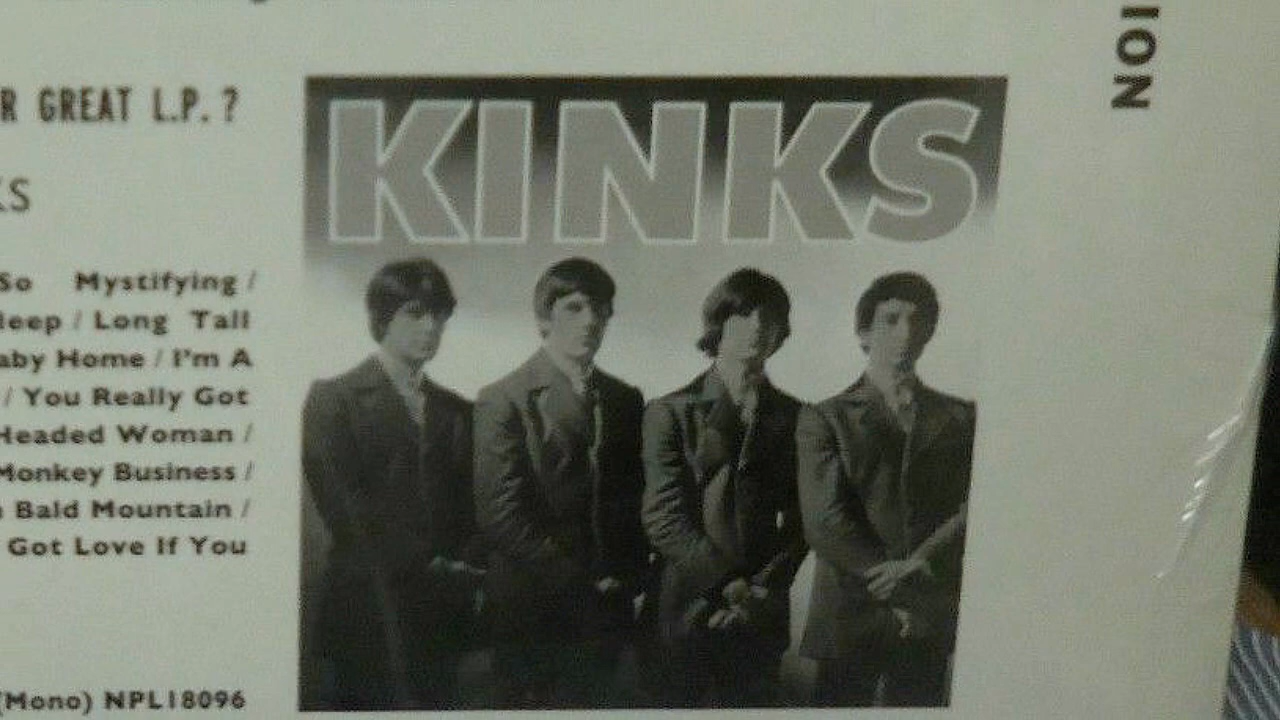 R GREAT L.P. ?
KS
So Mystifying /
leep / Long Tall
aby Home / I'm A
/ You Really Got
Headed Woman /
Monkey Business /
n Bald Mountain /
Got Love If You
(Mono) NPL18096
KINKS
ION